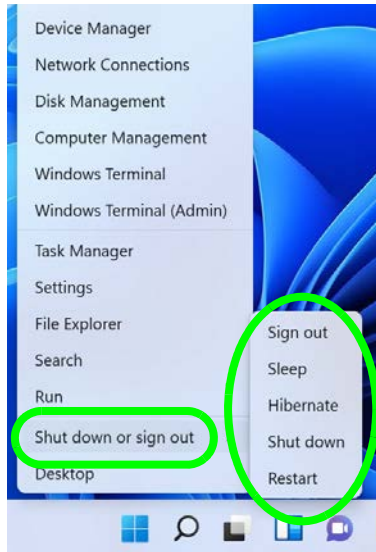 Device Manager
Network Connections
Disk Management
Computer Management
Windows Terminal
Windows Terminal (Admin)
Task Manager
Settings
File Explorer
Search
Run
Shut down or sign out
Desktop
Sign out
Sleep
Hibernate
Shut down
Restart